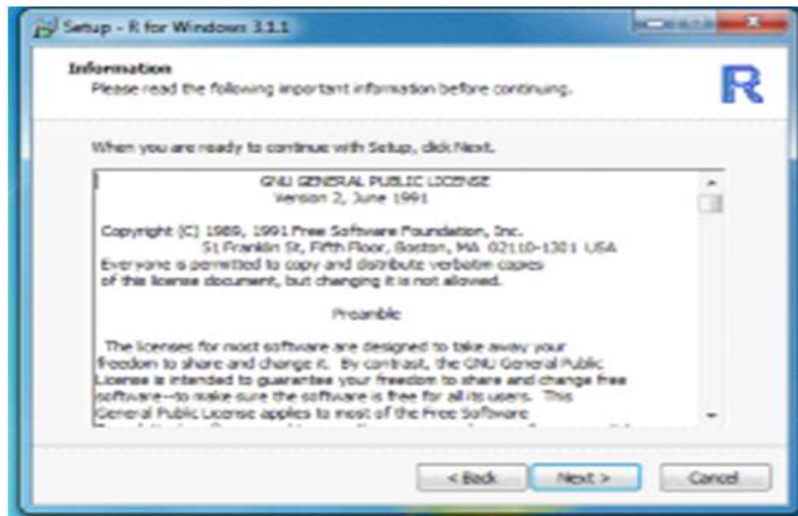 Setup - R for Windows 3.1.1
Information
Please read the following important information before continuing.
R
When you are ready to continue with Setup, click Next.
GNU GENERAL PUBLIC LICENSE
Version 2, June 1991
Copyright (C) 1989, 1991 Free Software Foundation, Inc.
51 Franklin St, Fifth Floor, Boston, MA 02110-1301 USA
Everyone is permitted to copy and distribute verbatim copies
of this license document, but changing it is not allowed.
Preamble
The licenses for most software are designed to take away your
freedom to share and change it. By contrast, the GNU General Public
License is intended to guarantee your freedom to share and change free
software--to make sure the software is free for all its users. This
General Public License applies to most of the Free Software
< Back
Next >
Cancel